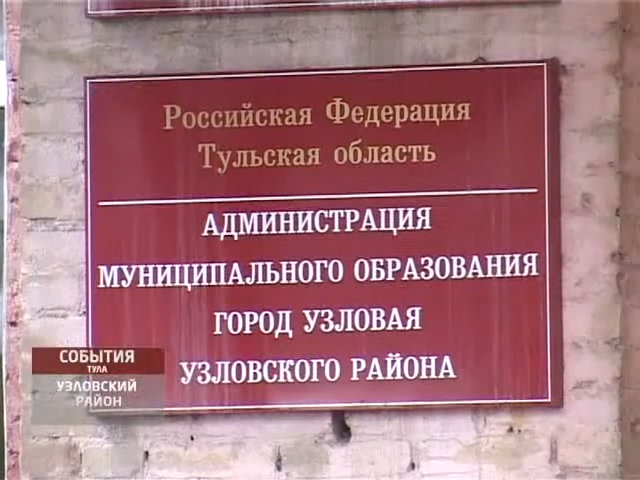 Российская Федерация
Тульская область
АДМИНИСТРАЦИЯ
МУНИЦИПАЛЬНОГО ОБРАЗОВАНИЯ
ГОРОД УЗЛОВАЯ
УЗЛОВСКОГО РАЙОНА
СОБЫТИЯ
ТУЛА
УЗЛОВСКИЙ
РАЙОН